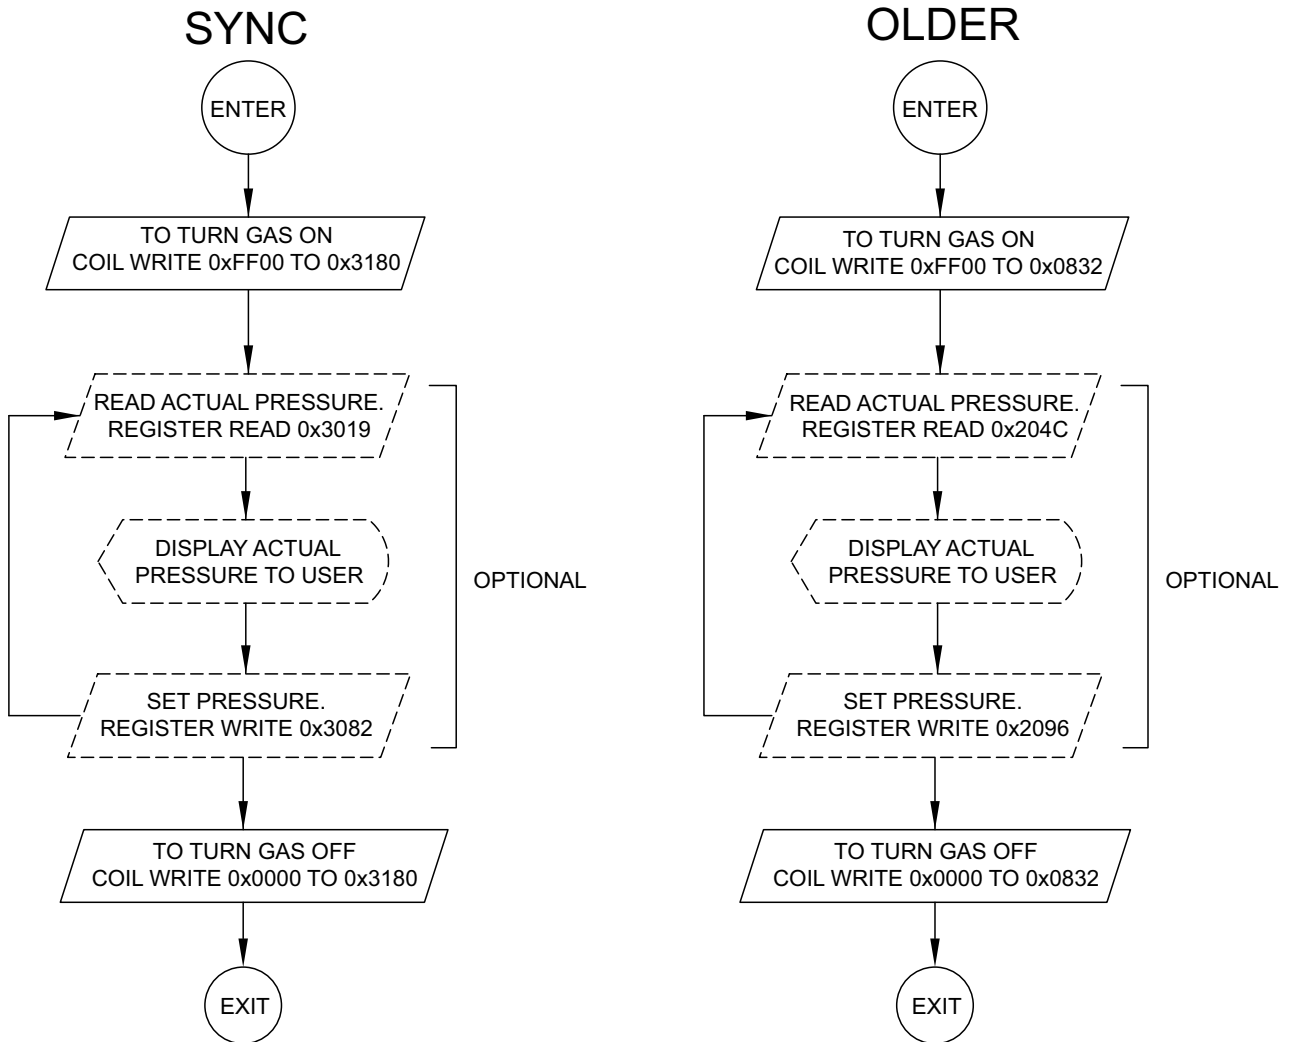 SYNC
ENTER
TO TURN GAS ON
COIL WRITE 0xFF00 TO 0x3180
READ ACTUAL PRESSURE.
REGISTER READ 0x3019
DISPLAY ACTUAL
PRESSURE TO USER
OPTIONAL
SET PRESSURE.
REGISTER WRITE 0x3082
TO TURN GAS OFF
COIL WRITE 0x0000 TO 0x3180
EXIT
OLDER
ENTER
TO TURN GAS ON
COIL WRITE 0xFF00 TO 0x0832
READ ACTUAL PRESSURE.
REGISTER READ 0x204C
DISPLAY ACTUAL
PRESSURE TO USER
OPTIONAL
SET PRESSURE.
REGISTER WRITE 0x2096
TO TURN GAS OFF
COIL WRITE 0x0000 TO 0x0832
EXIT